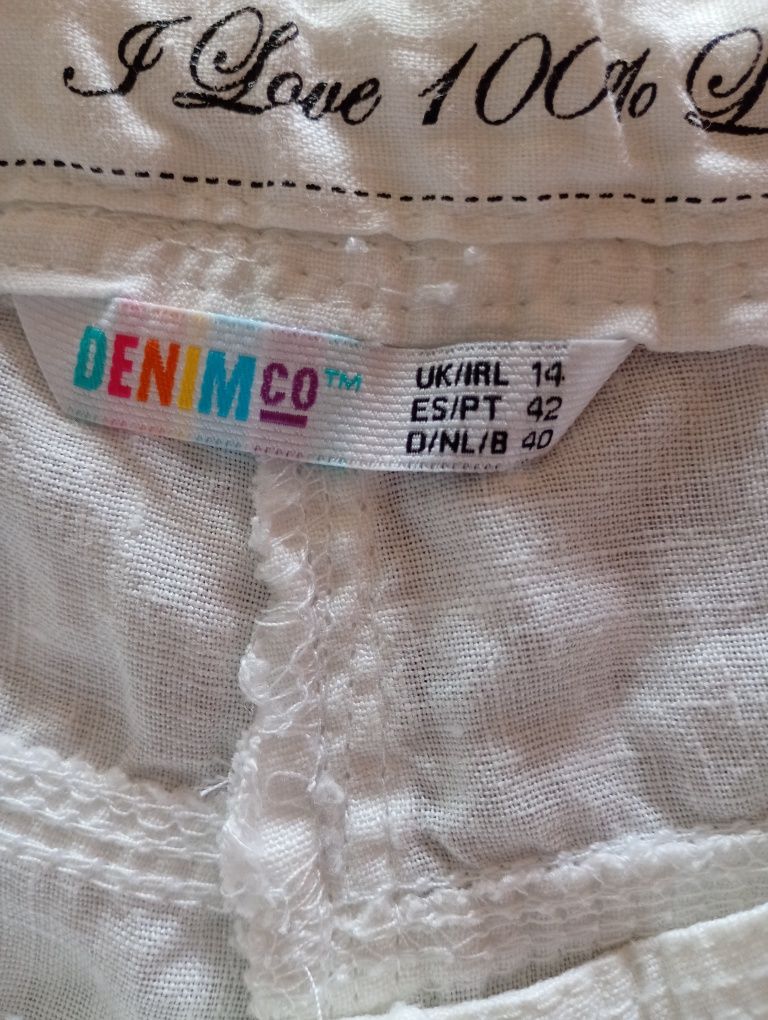 I Love 100% L
DENIMCO™
UK/IRL 14
ES/PT 42
D/NL/B 40